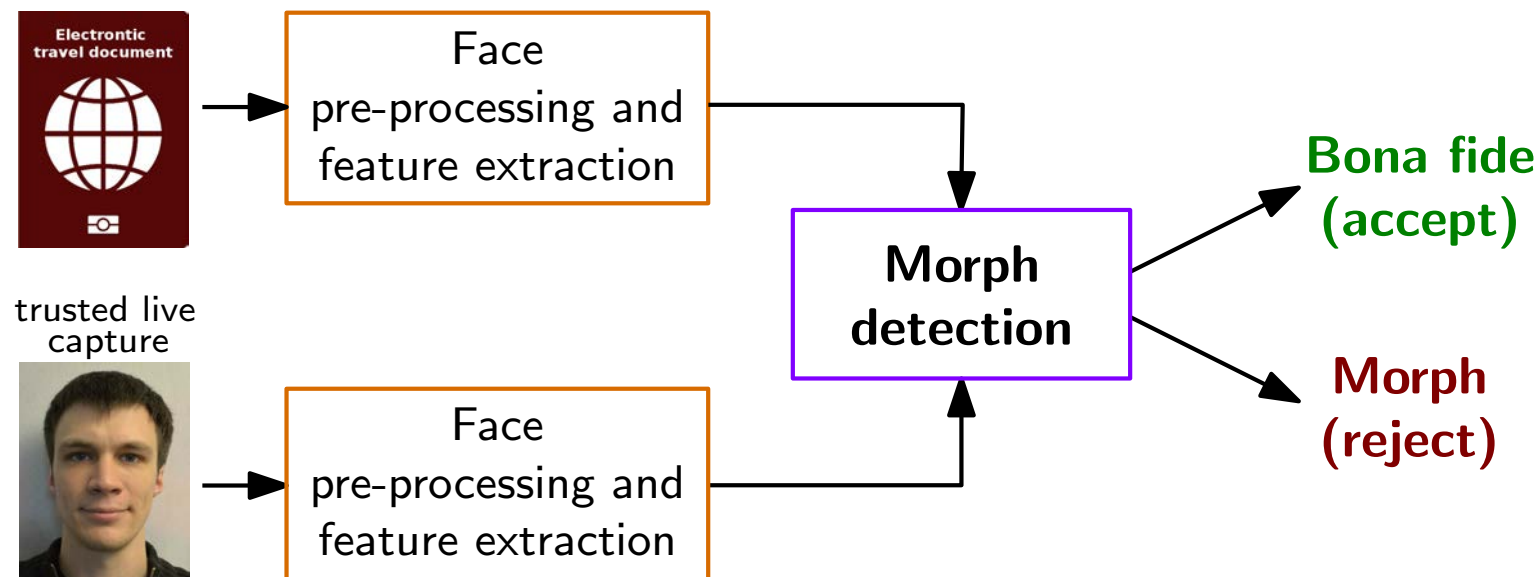 Electrontic
travel document
Face
pre-processing and
feature extraction
trusted live
capture
Face
pre-processing and
feature extraction
Morph
detection
Bona fide
(accept)
Morph
(reject)